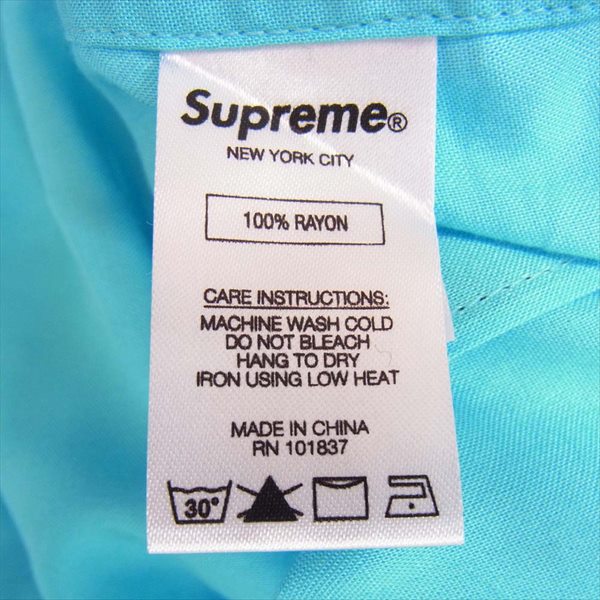 Supreme®
NEW YORK CITY
100% RAYON
CARE INSTRUCTIONS:
MACHINE WASH COLD
DO NOT BLEACH
HANG TO DRY
IRON USING LOW HEAT
MADE IN CHINA
RN 101837
30°